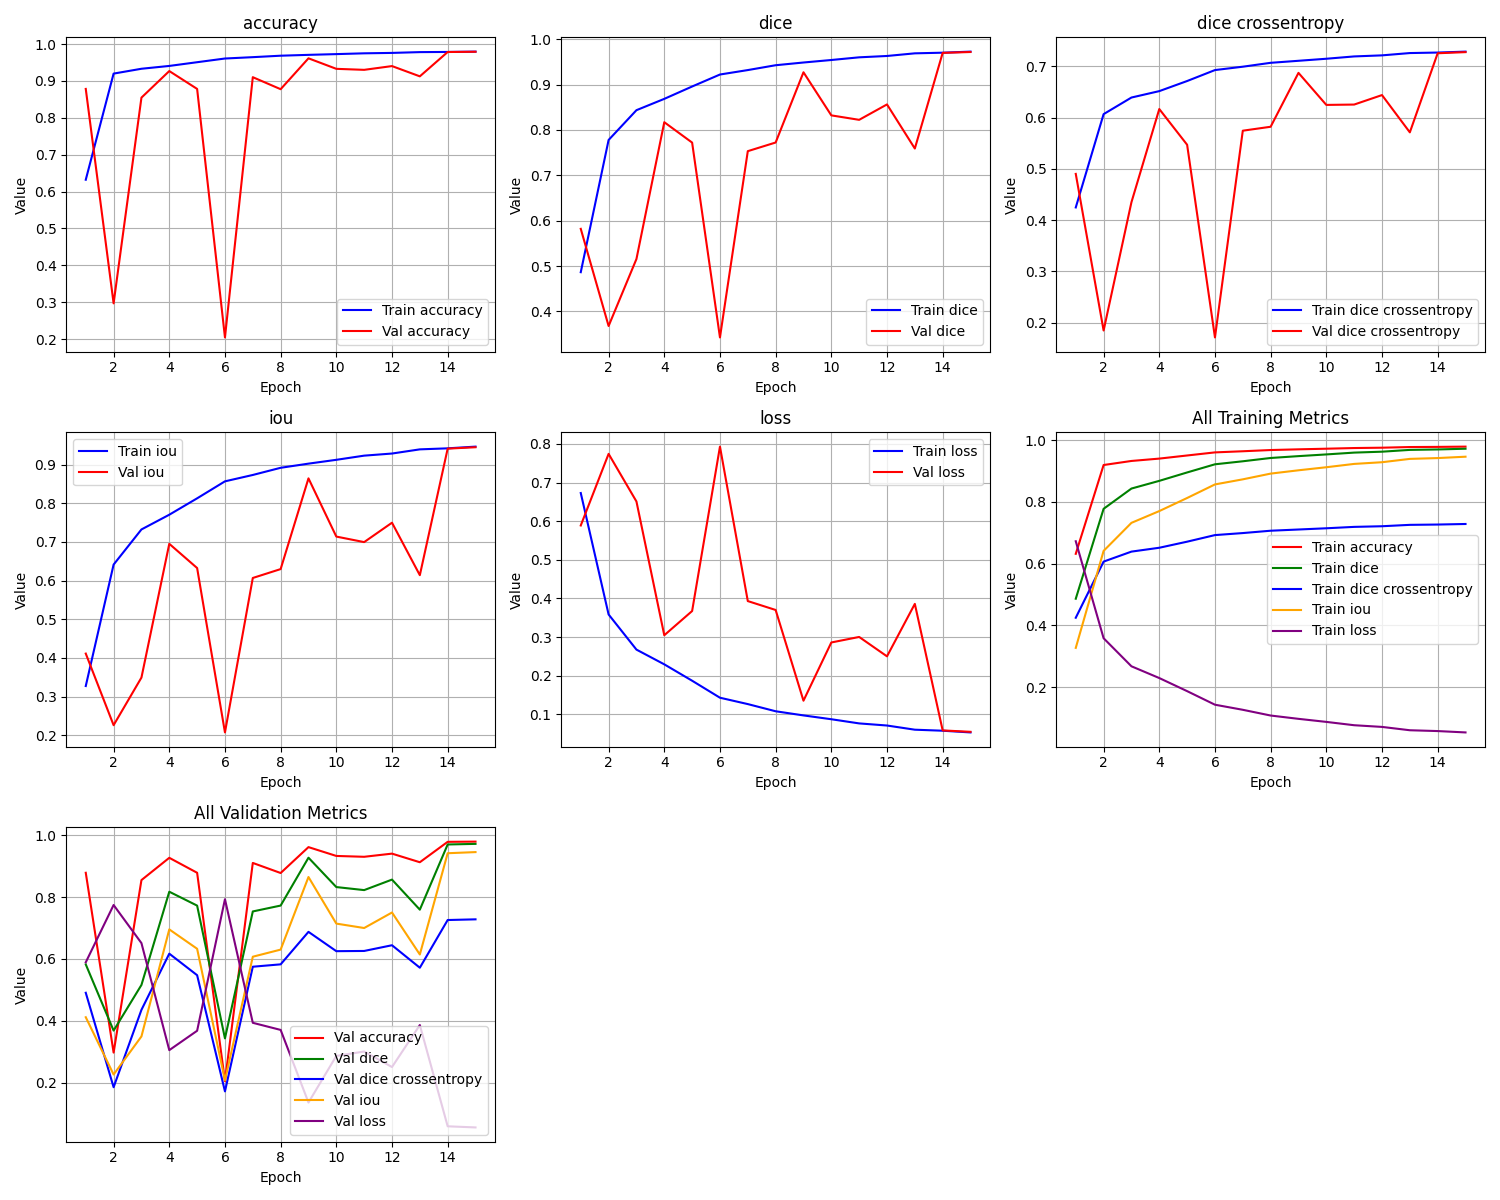 accuracy
1.0
0.9
0.8
0.7
0.6
0.5
0.4
0.3
0.2
Value
2 4 6 8 10 12 14
Epoch
Train accuracy
Val accuracy
dice
1.0
0.9
0.8
0.7
0.6
0.5
0.4
Value
2 4 6 8 10 12 14
Epoch
Train dice
Val dice
dice crossentropy
0.7
0.6
0.5
0.4
0.3
0.2
Value
2 4 6 8 10 12 14
Epoch
Train dice crossentropy
Val dice crossentropy
iou
Train iou
Val iou
0.9
0.8
0.7
0.6
0.5
0.4
0.3
0.2
Value
2 4 6 8 10 12 14
Epoch
loss
Train loss
Val loss
0.8
0.7
0.6
0.5
0.4
0.3
0.2
0.1
Value
2 4 6 8 10 12 14
Epoch
All Training Metrics
1.0
0.8
0.6
0.4
0.2
Value
Train accuracy
Train dice
Train dice crossentropy
Train iou
Train loss
2 4 6 8 10 12 14
Epoch
All Validation Metrics
1.0
0.8
0.6
0.4
0.2
Value
Val accuracy
Val dice
Val dice crossentropy
Val iou
Val loss
2 4 6 8 10 12 14
Epoch